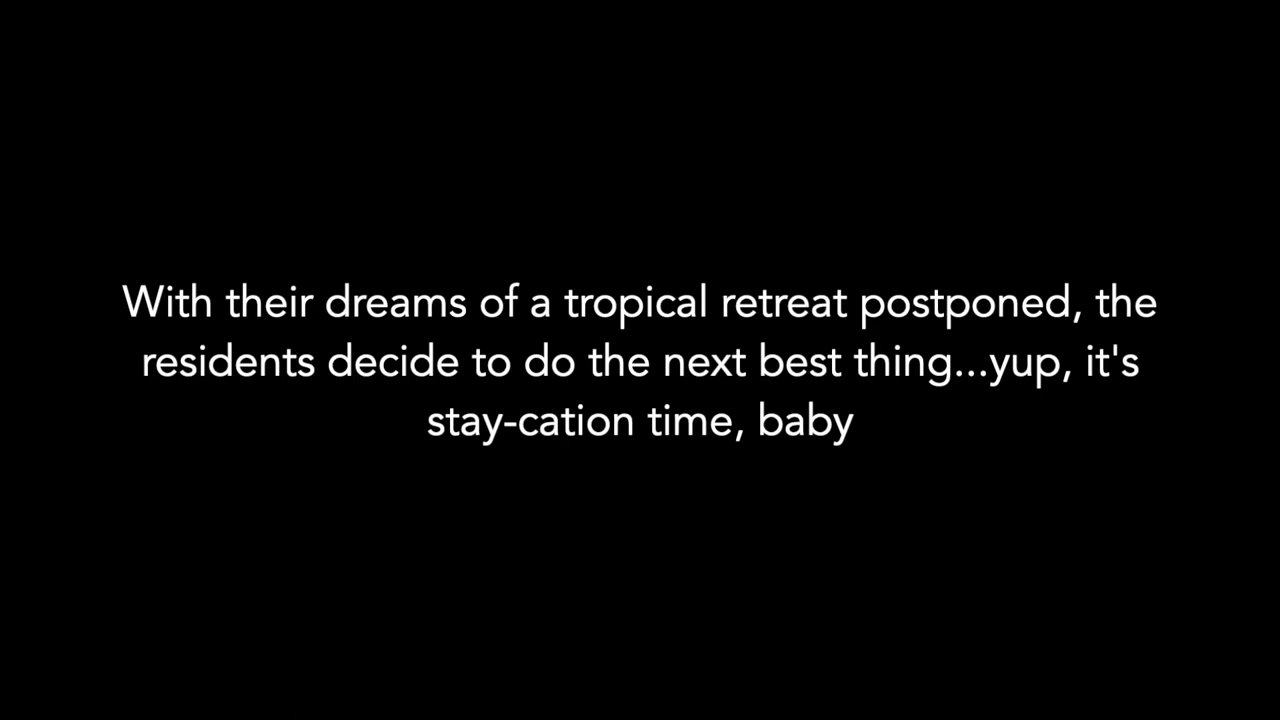 With their dreams of a tropical retreat postponed, the
residents decide to do the next best thing...yup, it's
stay-cation time, baby